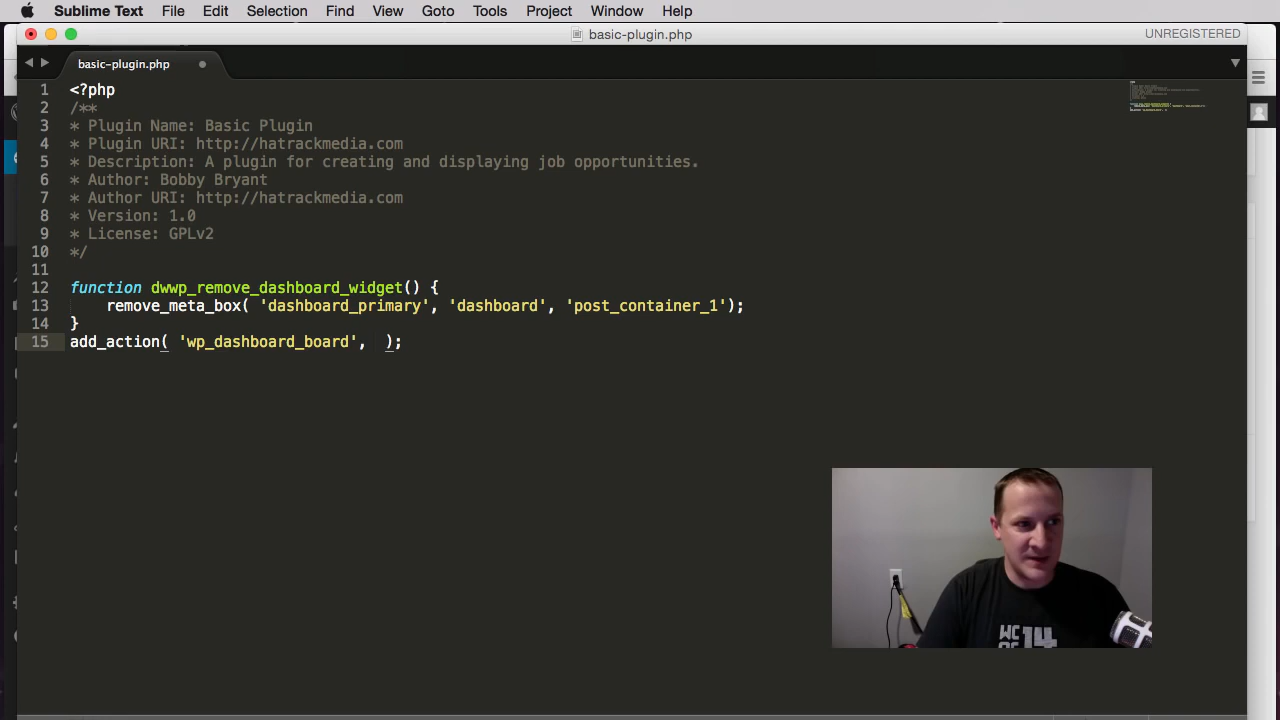 Sublime Text File Edit Selection Find View Goto Tools Project Window Help
basic-plugin.php UNREGISTERED
basic-plugin.php
1 <?php
2 /**
3 * Plugin Name: Basic Plugin
4 * Plugin URI: http://hatrackmedia.com
5 * Description: A plugin for creating and displaying job opportunities.
6 * Author: Bobby Bryant
7 * Author URI: http://hatrackmedia.com
8 * Version: 1.0
9 * License: GPLv2
10 */
11
12 function dwwp_remove_dashboard_widget() {
13 remove_meta_box( 'dashboard_primary', 'dashboard', 'post_container_1');
14 }
15 add_action( 'wp_dashboard_board', );
WC
14